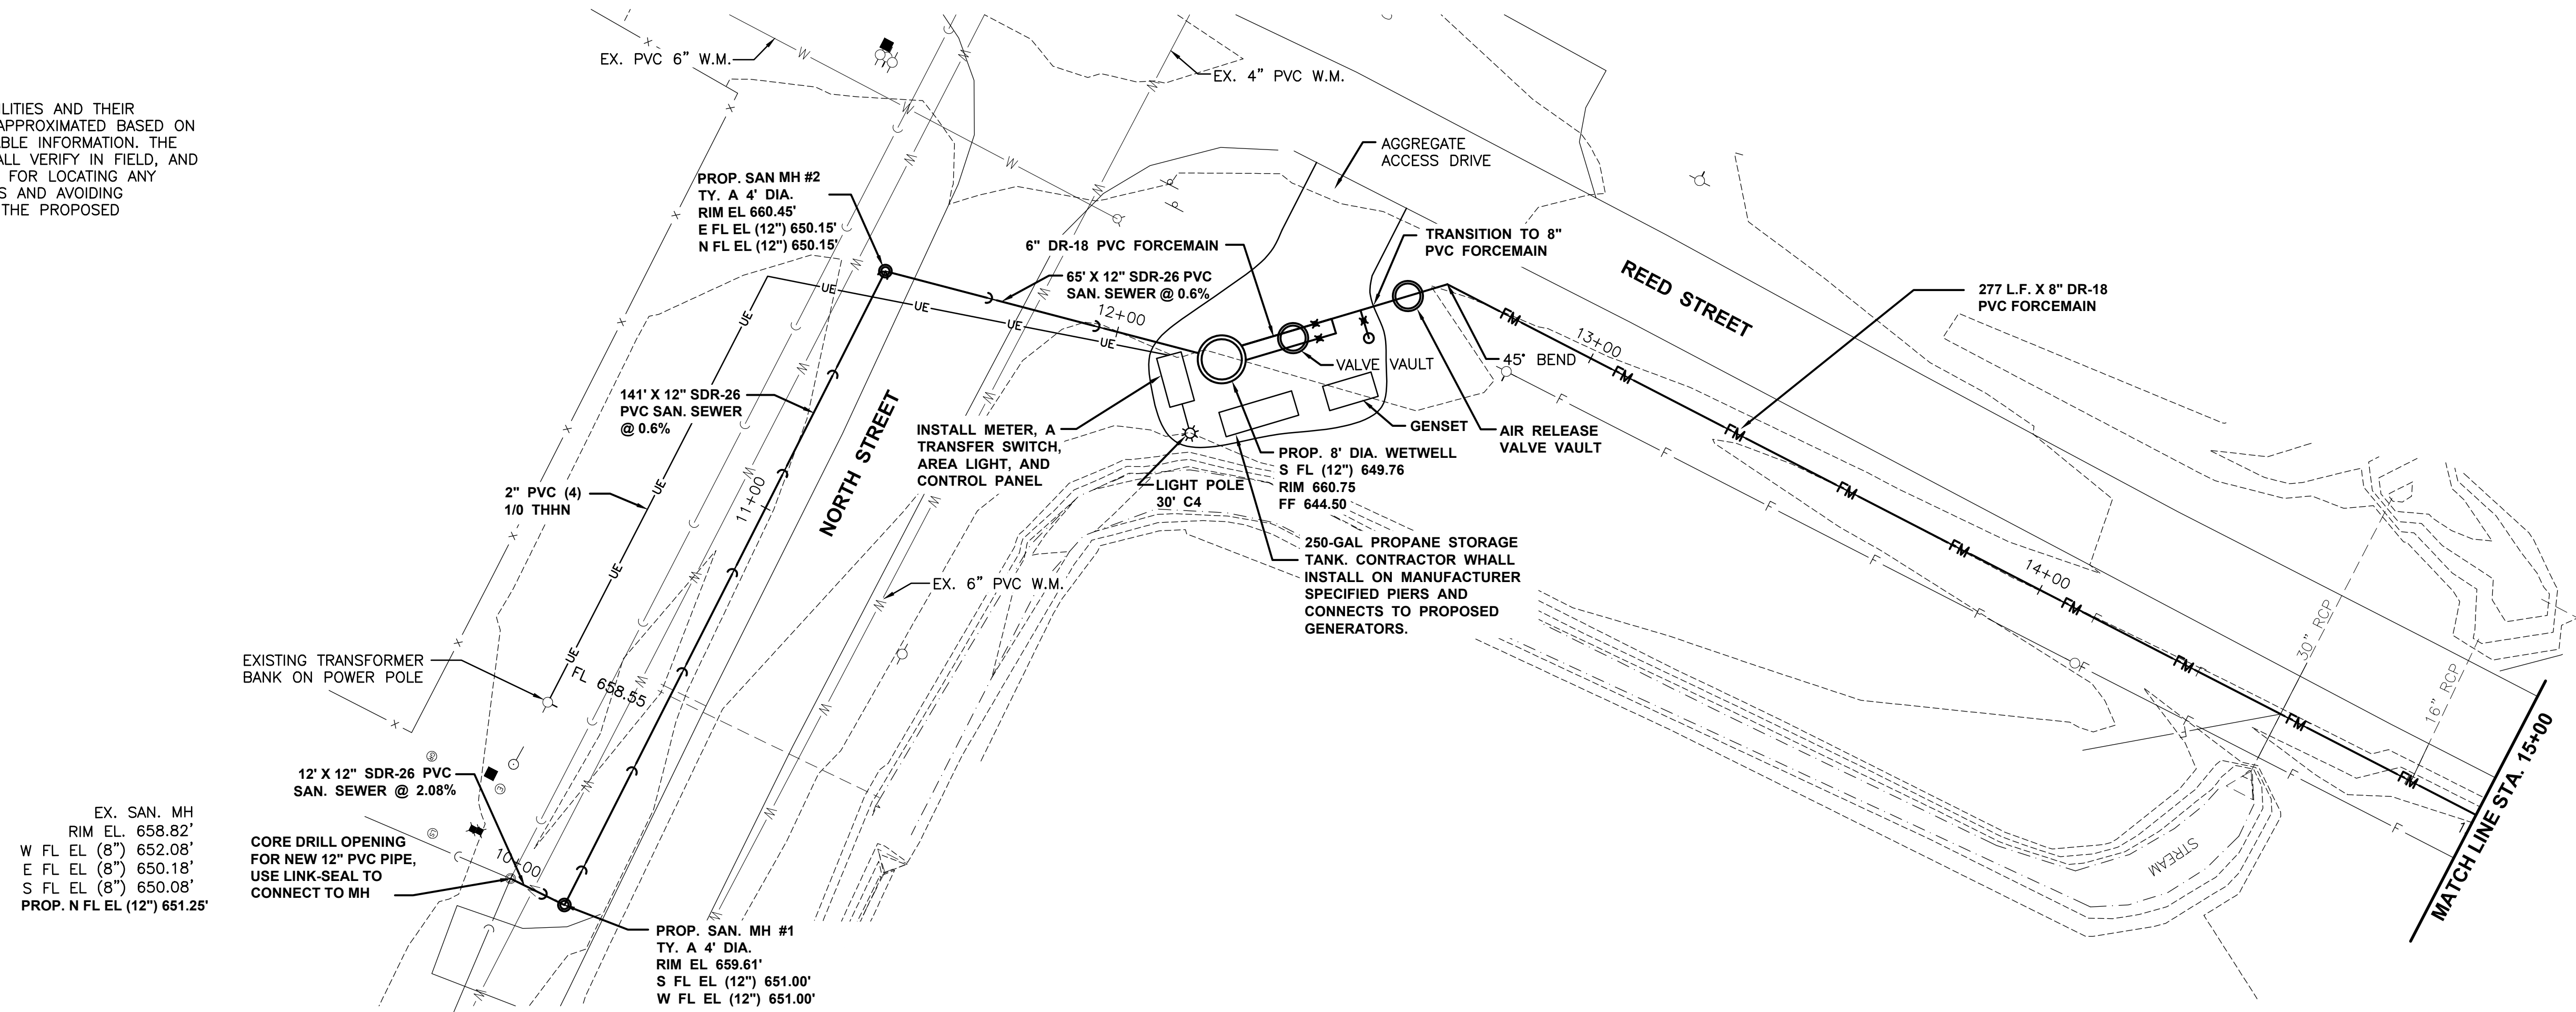 LITIES AND THEIR
APPROXIMATED BASED ON
ABLE INFORMATION. THE
ALL VERIFY IN FIELD, AND
FOR LOCATING ANY
S AND AVOIDING
THE PROPOSED
EX. PVC 6" W.M.
EX. 4" PVC W.M.
AGGREGATE
ACCESS DRIVE
PROP. SAN MH #2
TY. A 4' DIA.
RIM EL 660.45'
E FL EL (12") 650.15'
N FL EL (12") 650.15'
6" DR-18 PVC FORCEMAIN
65' X 12" SDR-26 PVC
SAN. SEWER @ 0.6%
12+00
TRANSITION TO 8"
PVC FORCEMAIN
REED STREET
277 L.F. X 8" DR-18
PVC FORCEMAIN
13+00
45° BEND
VALVE VAULT
141' X 12" SDR-26
PVC SAN. SEWER
@ 0.6%
NORTH STREET
INSTALL METER, A
TRANSFER SWITCH,
AREA LIGHT, AND
CONTROL PANEL
GENSET
AIR RELEASE
VALVE VAULT
PROP. 8' DIA. WETWELL
S FL (12") 649.76
RIM 660.75
FF 644.50
LIGHT POLE
30' C4
2" PVC (4)
1/0 THHN
11+00
250-GAL PROPANE STORAGE
TANK. CONTRACTOR WHALL
INSTALL ON MANUFACTURER
SPECIFIED PIERS AND
CONNECTS TO PROPOSED
GENERATORS.
EX. 6" PVC W.M.
14+00
30" RCP
16" RCP
EXISTING TRANSFORMER
BANK ON POWER POLE
FL 658.55
12' X 12" SDR-26 PVC
SAN. SEWER @ 2.08%
EX. SAN. MH
RIM EL. 658.82'
W FL EL (8") 652.08'
E FL EL (8") 650.18'
S FL EL (8") 650.08'
PROP. N FL EL (12") 651.25'
CORE DRILL OPENING
FOR NEW 12" PVC PIPE,
USE LINK-SEAL TO
CONNECT TO MH
10+00
PROP. SAN. MH #1
TY. A 4' DIA.
RIM EL 659.61'
S FL EL (12") 651.00'
W FL EL (12") 651.00'
STREAM
MATCH LINE STA. 15+00